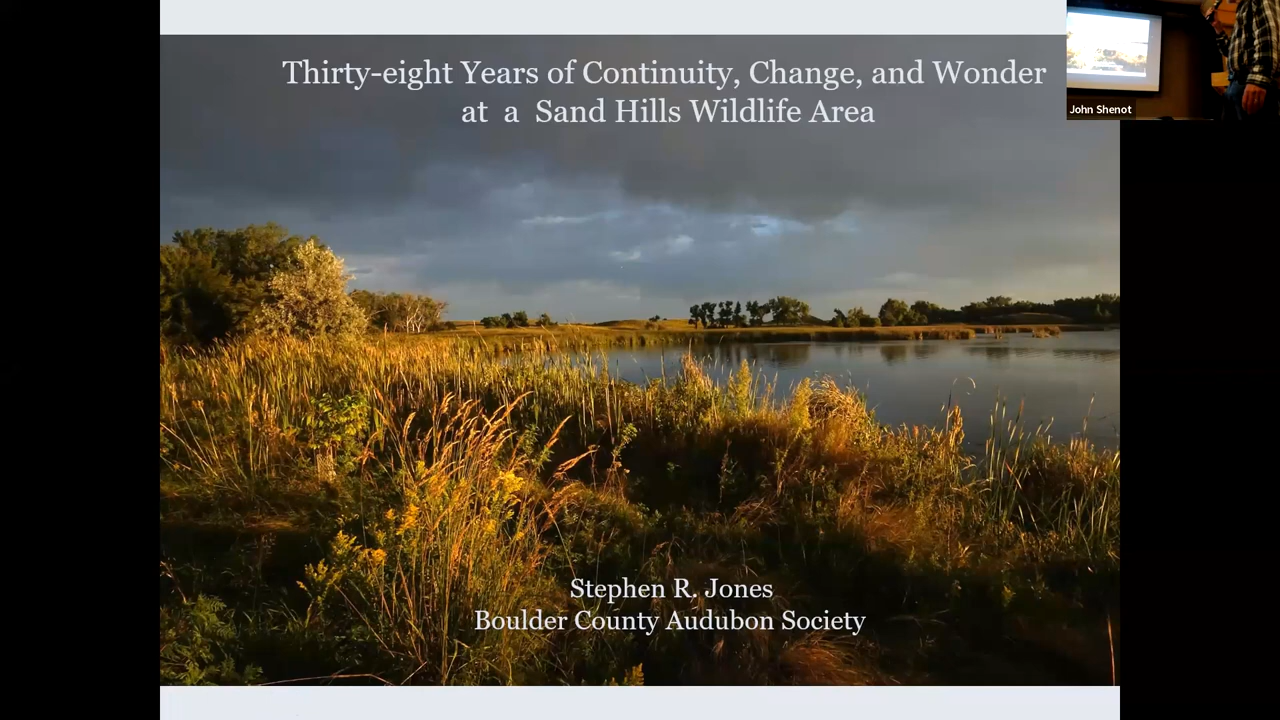 Thirty-eight Years of Continuity, Change, and Wonder
at a Sand Hills Wildlife Area
John Shenot
Stephen R. Jones
Boulder County Audubon Society